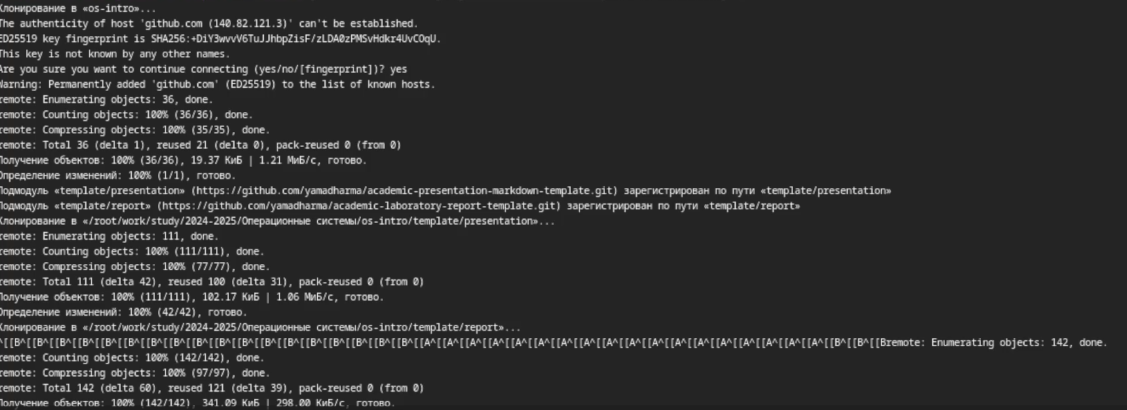 Клонирование в «os-intro»...
The authenticity of host 'github.com (140.82.121.3)' can't be established.
ED25519 key fingerprint is SHA256:+DiY3wvvV6TuJJhbpZisF/zLDA0zPMSvHdkr4UvCOqU.
This key is not known by any other names.
Are you sure you want to continue connecting (yes/no/[fingerprint])? yes
Warning: Permanently added 'github.com' (ED25519) to the list of known hosts.
remote: Enumerating objects: 36, done.
remote: Counting objects: 100% (36/36), done.
remote: Compressing objects: 100% (35/35), done.
remote: Total 36 (delta 1), reused 21 (delta 0), pack-reused 0 (from 0)
Получение объектов: 100% (36/36), 19.37 КиБ | 1.21 МиБ/с, готово.
Определение изменений: 100% (1/1), готово.
Подмодуль «template/presentation» (https://github.com/yamadharma/academic-presentation-markdown-template.git) зарегистрирован по пути «template/presentation»
Подмодуль «template/report» (https://github.com/yamadharma/academic-laboratory-report-template.git) зарегистрирован по пути «template/report»
Клонирование в «/root/work/study/2024-2025/Операционные системы/os-intro/template/presentation»...
remote: Enumerating objects: 111, done.
remote: Counting objects: 100% (111/111), done.
remote: Compressing objects: 100% (77/77), done.
remote: Total 111 (delta 42), reused 100 (delta 31), pack-reused 0 (from 0)
Получение объектов: 100% (111/111), 102.17 КиБ | 1.06 МиБ/с, готово.
Определение изменений: 100% (42/42), готово.
Клонирование в «/root/work/study/2024-2025/Операционные системы/os-intro/template/report»...
^[[B^[[B^[[B^[[B^[[B^[[B^[[B^[[B^[[B^[[B^[[B^[[B^[[B^[[B^[[B^[[B^[[A^[[A^[[A^[[A^[[A^[[A^[[A^[[A^[[A^[[A^[[A^[[A^[[A^[[A^[[A^[[B^[[B^[[Bremote: Enumerating objects: 142, done.
remote: Counting objects: 100% (142/142), done.
remote: Compressing objects: 100% (97/97), done.
remote: Total 142 (delta 60), reused 121 (delta 39), pack-reused 0 (from 0)
Получение объектов: 100% (142/142), 341.09 КиБ | 298.00 КиБ/с, готово.